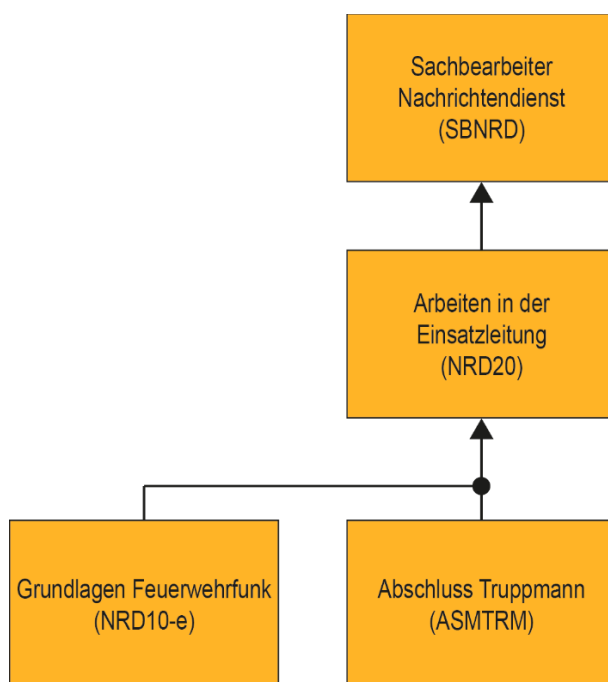 Sachbearbeiter
Nachrichtendienst
(SBNRD)
Arbeiten in der
Einsatzleitung
(NRD20)
Grundlagen Feuerwehrfunk
(NRD10-e)
Abschluss Truppmann
(ASMTRM)